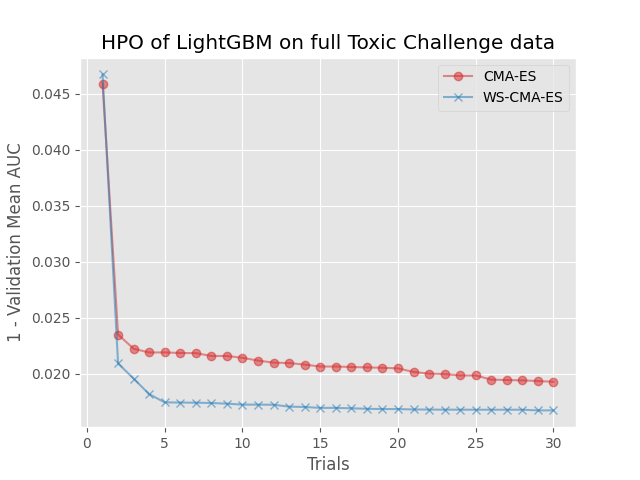 HPO of LightGBM on full Toxic Challenge data
CMA-ES
WS-CMA-ES
1 - Validation Mean AUC
0.045
0.040
0.035
0.030
0.025
0.020
0 5 10 15 20 25 30
Trials